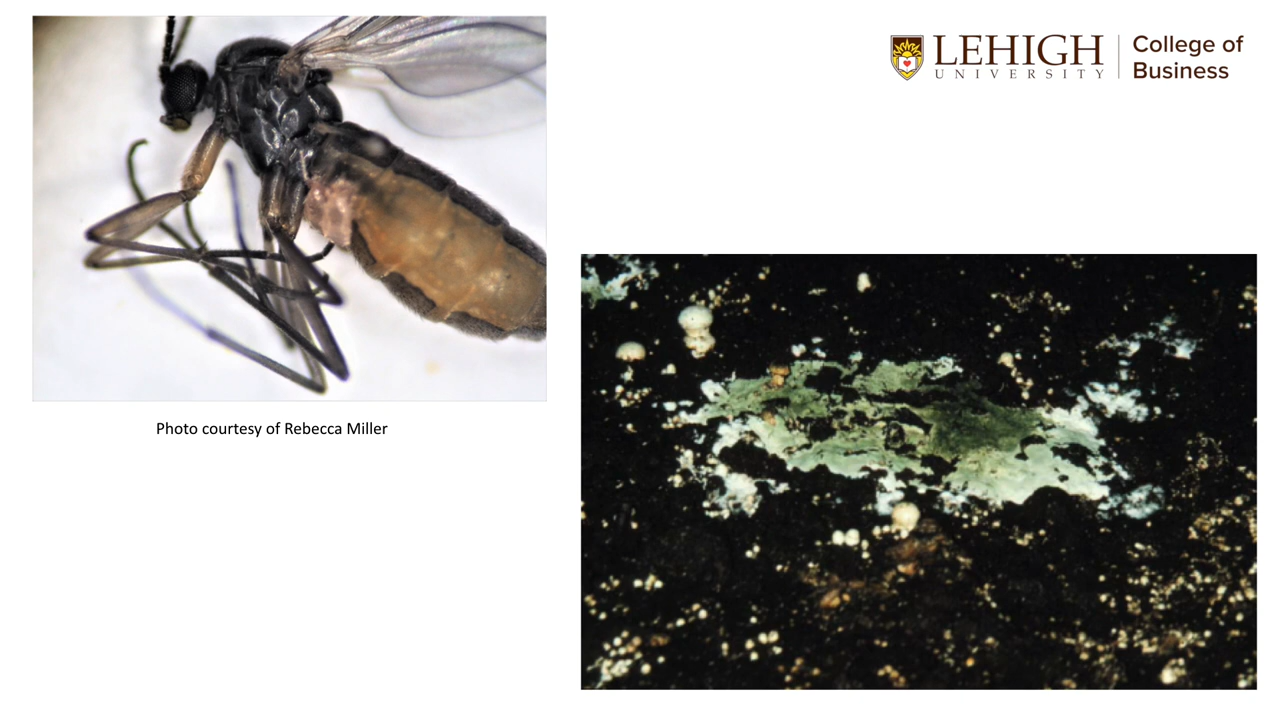 LEHIGH
UNIVERSITY
College of
Business
Photo courtesy of Rebecca Miller